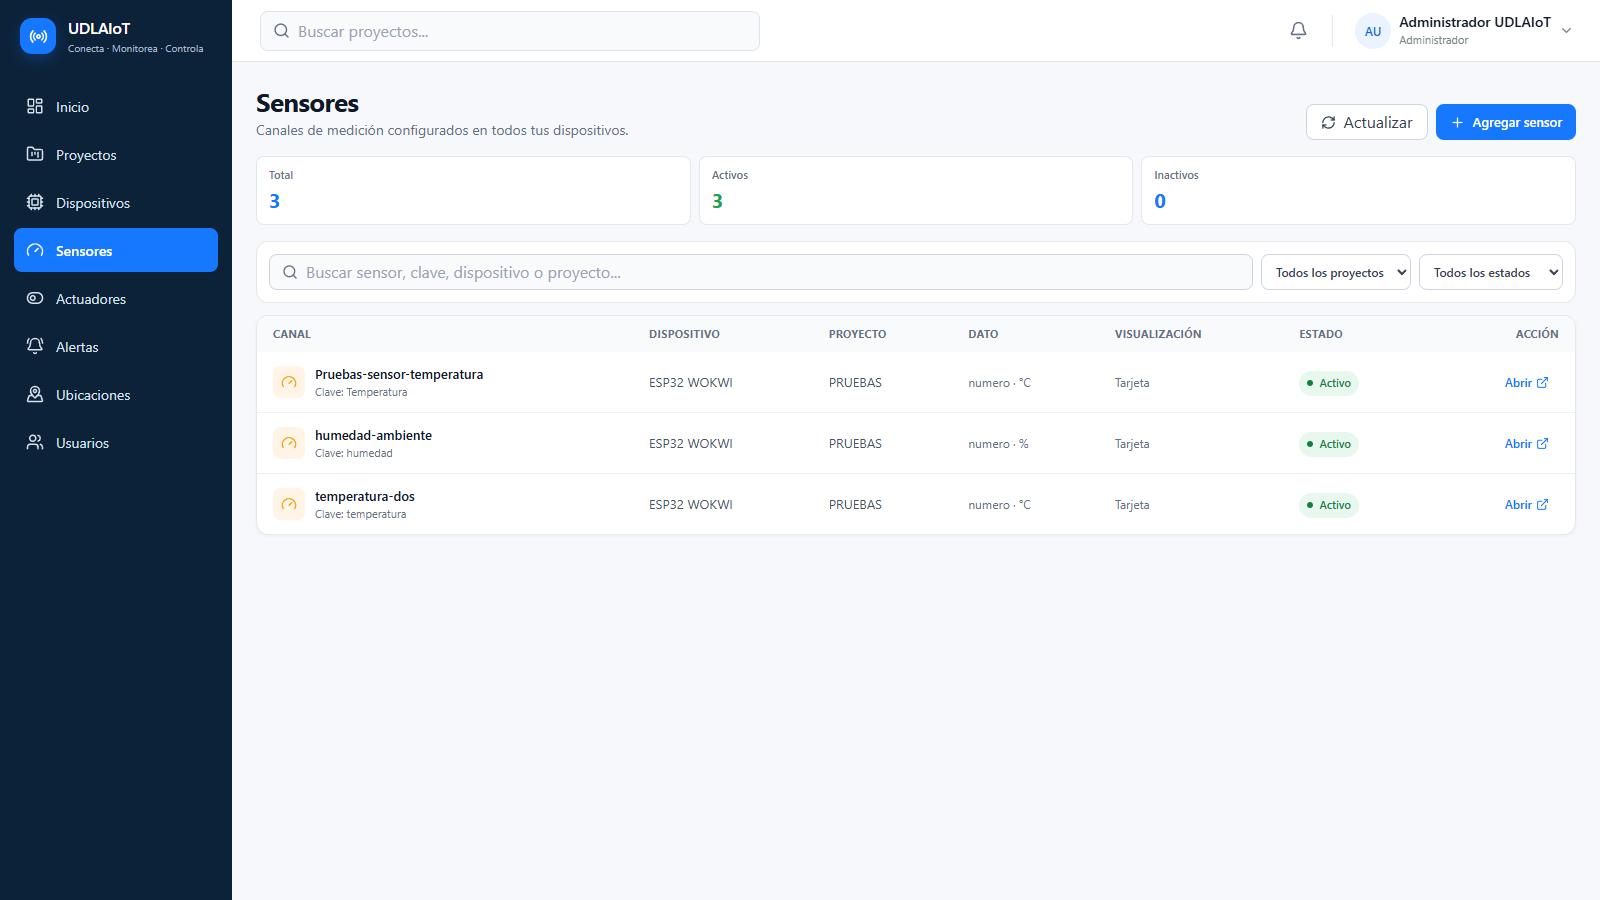 UDLAIoT
Conecta · Monitorea · Controla
Inicio
Proyectos
Dispositivos
Sensores
Actuadores
Alertas
Ubicaciones
Usuarios
Buscar proyectos...
AU
Administrador UDLAIoT
Administrador
Sensores
Canales de medición configurados en todos tus dispositivos.
Actualizar
Agregar sensor
Total
3
Activos
3
Inactivos
0
Buscar sensor, clave, dispositivo o proyecto...
Todos los proyectos
Todos los estados
CANAL DISPOSITIVO PROYECTO DATO VISUALIZACIÓN ESTADO ACCIÓN
Pruebas-sensor-temperatura
Clave: Temperatura
ESP32 WOKWI PRUEBAS numero · °C Tarjeta Activo Abrir
humedad-ambiente
Clave: humedad
ESP32 WOKWI PRUEBAS numero · % Tarjeta Activo Abrir
temperatura-dos
Clave: temperatura
ESP32 WOKWI PRUEBAS numero · °C Tarjeta Activo Abrir